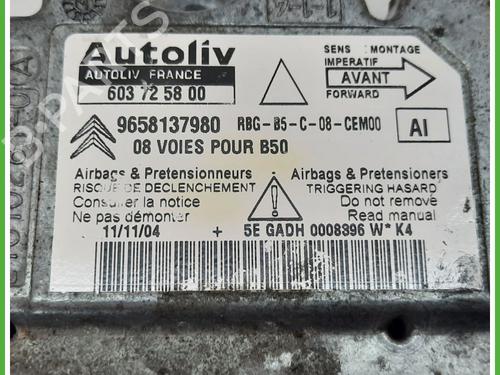 Autoliv
AUTOLIV FRANCE
603 72 58 00
SENS MONTAGE
IMPERATIF
AVANT
FORWARD
9658137980 RBG-B5-C-08-CEM00
AI
08 VOIES POUR B50
Airbags & Pretensionneurs
RISQUE DE DECLENCHEMENT
Consulter la notice
Ne pas démonter
Airbags & Pretensioners
TRIGGERING HASARD
Do not remove
Read manual
11/11/04 + 5E GADH 0008396 W* K4
B-PARTS